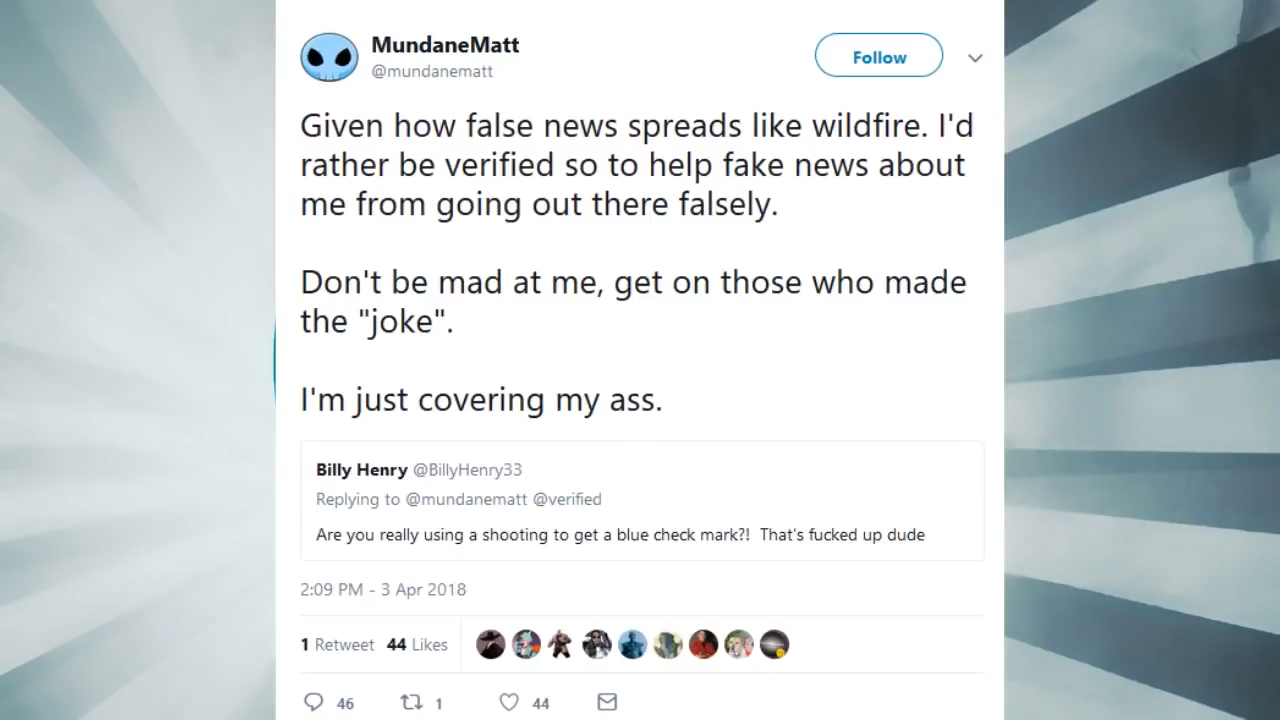 MundaneMatt
@mundanematt
Follow
Given how false news spreads like wildfire. I'd
rather be verified so to help fake news about
me from going out there falsely.
Don't be mad at me, get on those who made
the "joke".
I'm just covering my ass.
Billy Henry @BillyHenry33
Replying to @mundanematt @verified
Are you really using a shooting to get a blue check mark?! That's fucked up dude
2:09 PM - 3 Apr 2018
1 Retweet 44 Likes
46 1 44